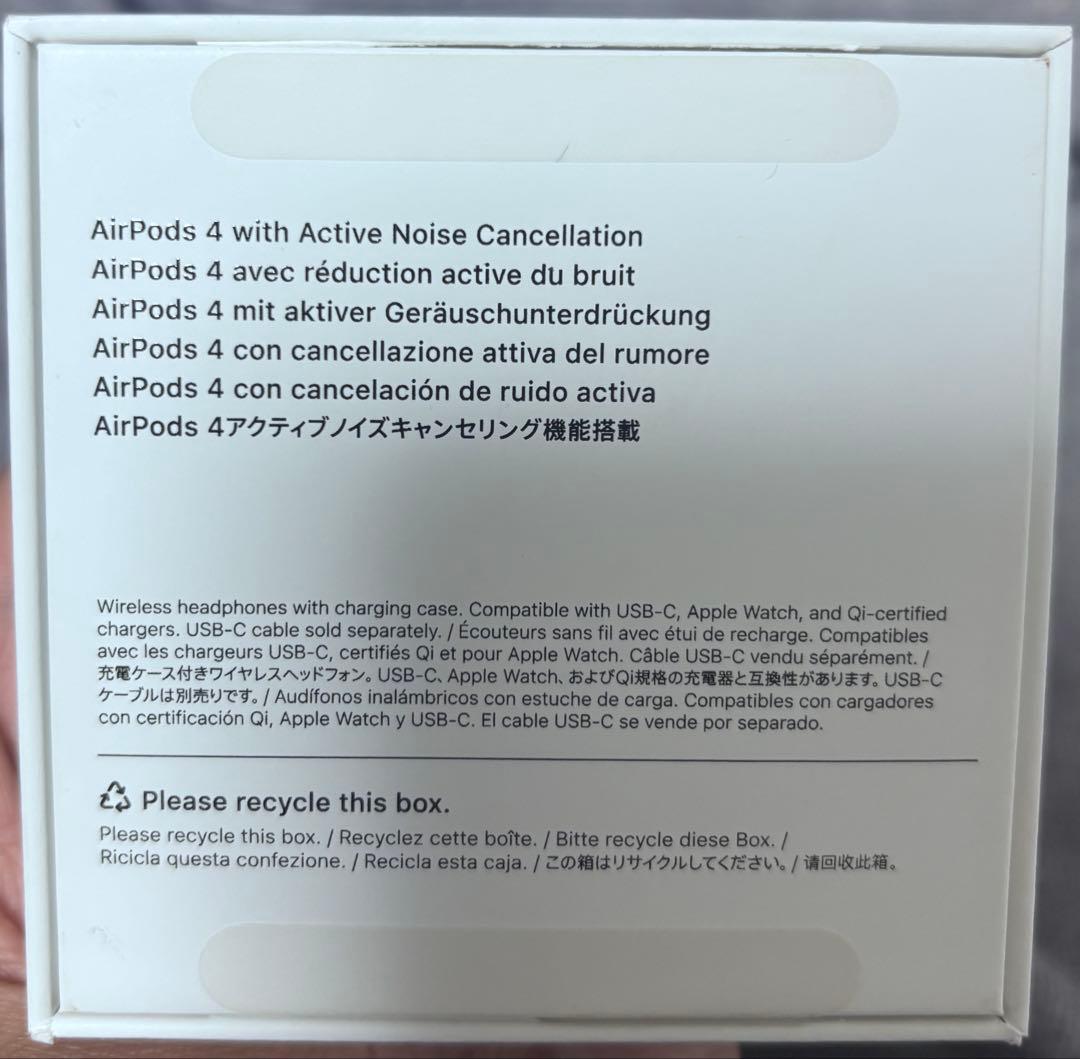 AirPods 4 with Active Noise Cancellation
AirPods 4 avec réduction active du bruit
AirPods 4 mit aktiver Geräuschunterdrückung
AirPods 4 con cancellazione attiva del rumore
AirPods 4 con cancelación de ruido activa
AirPods 4アクティブノイズキャンセリング機能搭載
Wireless headphones with charging case. Compatible with USB-C, Apple Watch, and Qi-certified
chargers. USB-C cable sold separately. / Écouteurs sans fil avec étui de recharge. Compatibles
avec les chargeurs USB-C, certifiés Qi et pour Apple Watch. Câble USB-C vendu séparément. /
充電ケース付きワイヤレスヘッドフォン。USB-C、Apple Watch、およびQi規格の充電器と互換性があります。USB-C
ケーブルは別売りです。/ Audífonos inalámbricos con estuche de carga. Compatibles con cargadores
con certificación Qi, Apple Watch y USB-C. El cable USB-C se vende por separado.
Please recycle this box.
Please recycle this box. / Recyclez cette boîte. / Bitte recycle diese Box. /
Ricicla questa confezione. / Recicla esta caja. / この箱はリサイクルしてください。/ 请回收此箱。